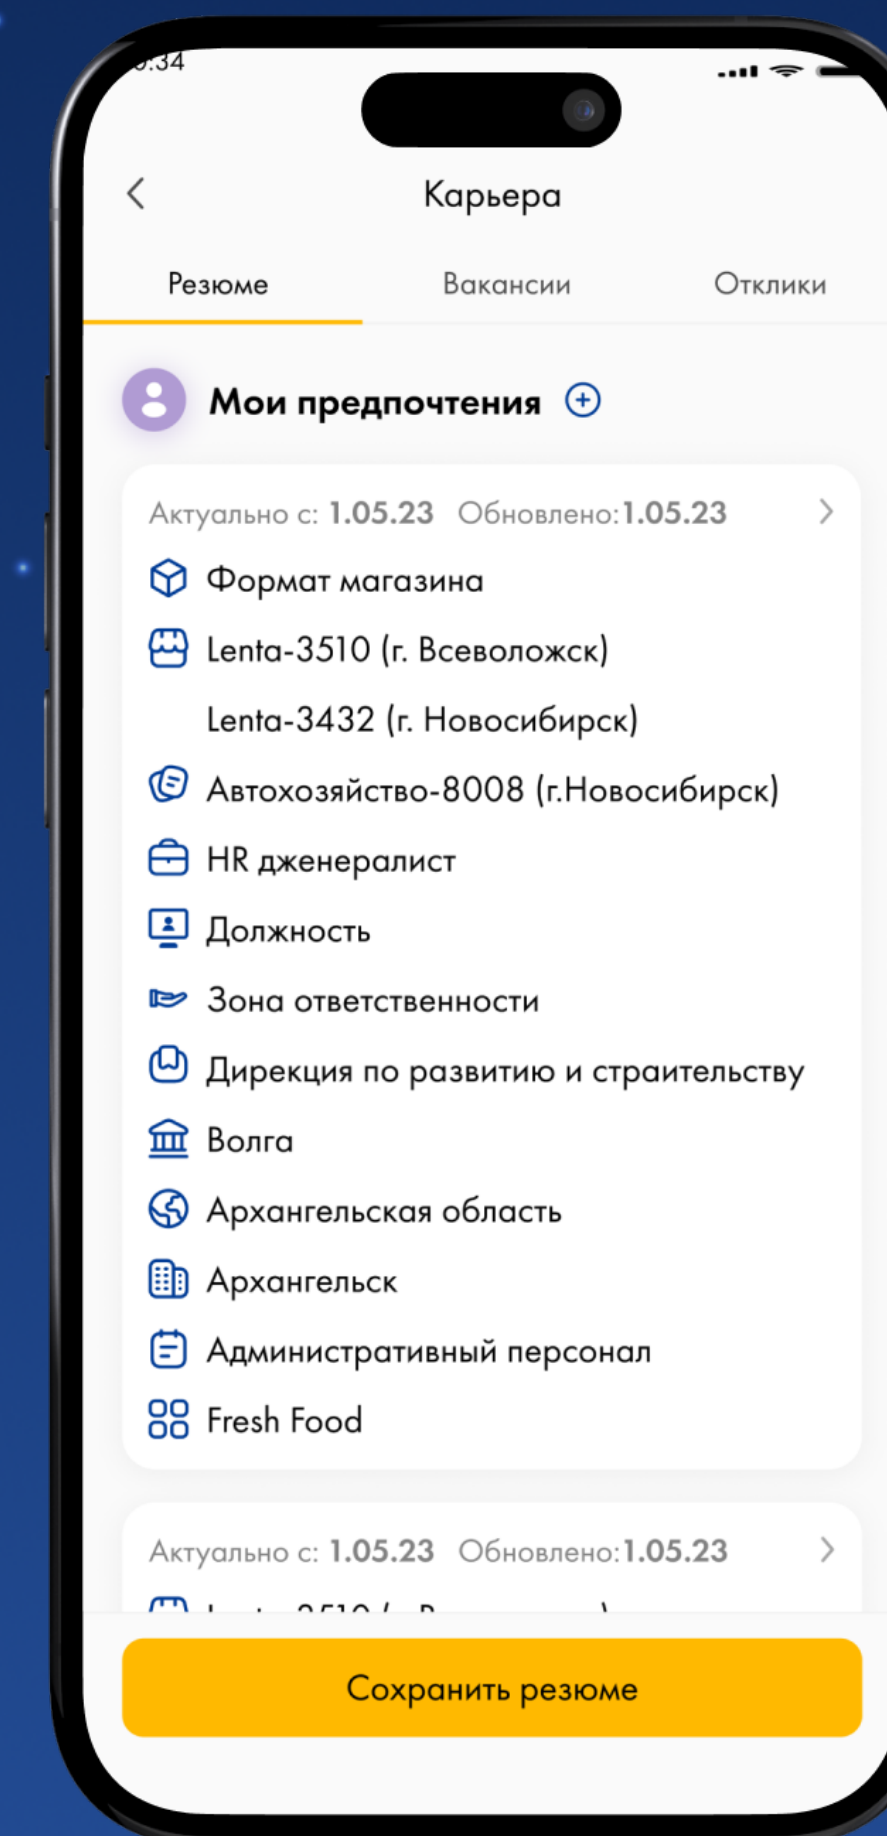 :34
Карьера
Резюме Вакансии Отклики
Мои предпочтения
Актуально с: 1.05.23 Обновлено:1.05.23
Формат магазина
Lenta-3510 (г. Всеволожск)
Lenta-3432 (г. Новосибирск)
Автохозяйство-8008 (г.Новосибирск)
HR дженералист
Должность
Зона ответственности
Дирекция по развитию и страительству
Волга
Архангельская область
Архангельск
Административный персонал
Fresh Food
Актуально с: 1.05.23 Обновлено:1.05.23
Сохранить резюме